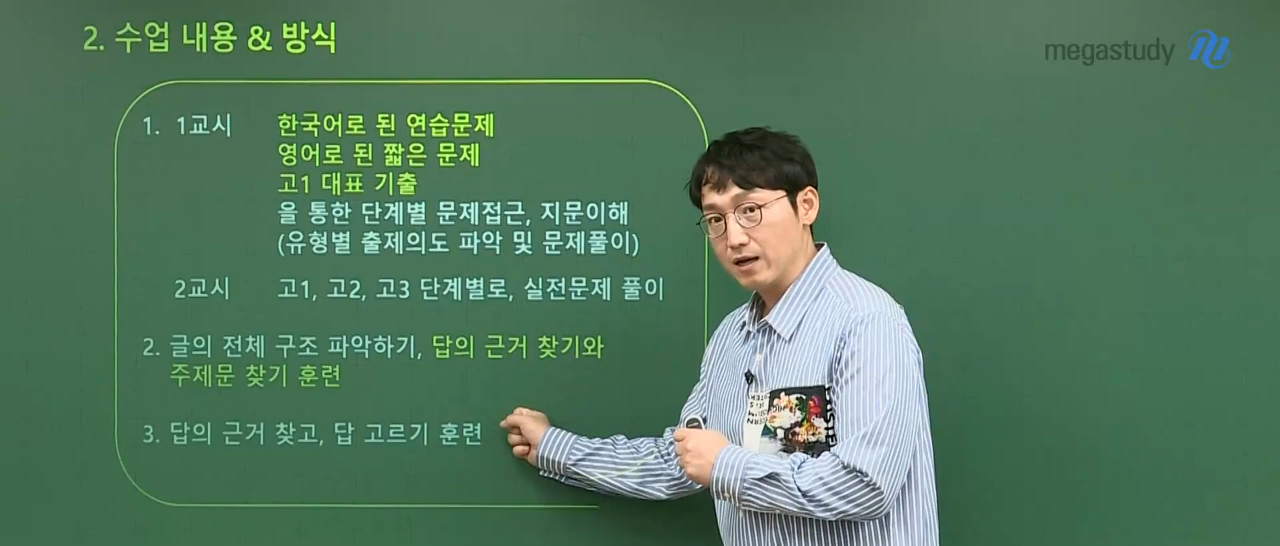 2. 수업 내용 & 방식
megastudy
1. 1교시 한국어로 된 연습문제
영어로 된 짧은 문제
고1 대표 기출
을 통한 단계별 문제접근, 지문이해
(유형별 출제의도 파악 및 문제풀이)
2교시 고1, 고2, 고3 단계별로, 실전문제 풀이
2. 글의 전체 구조 파악하기, 답의 근거 찾기와
주제문 찾기 훈련
3. 답의 근거 찾고, 답 고르기 훈련